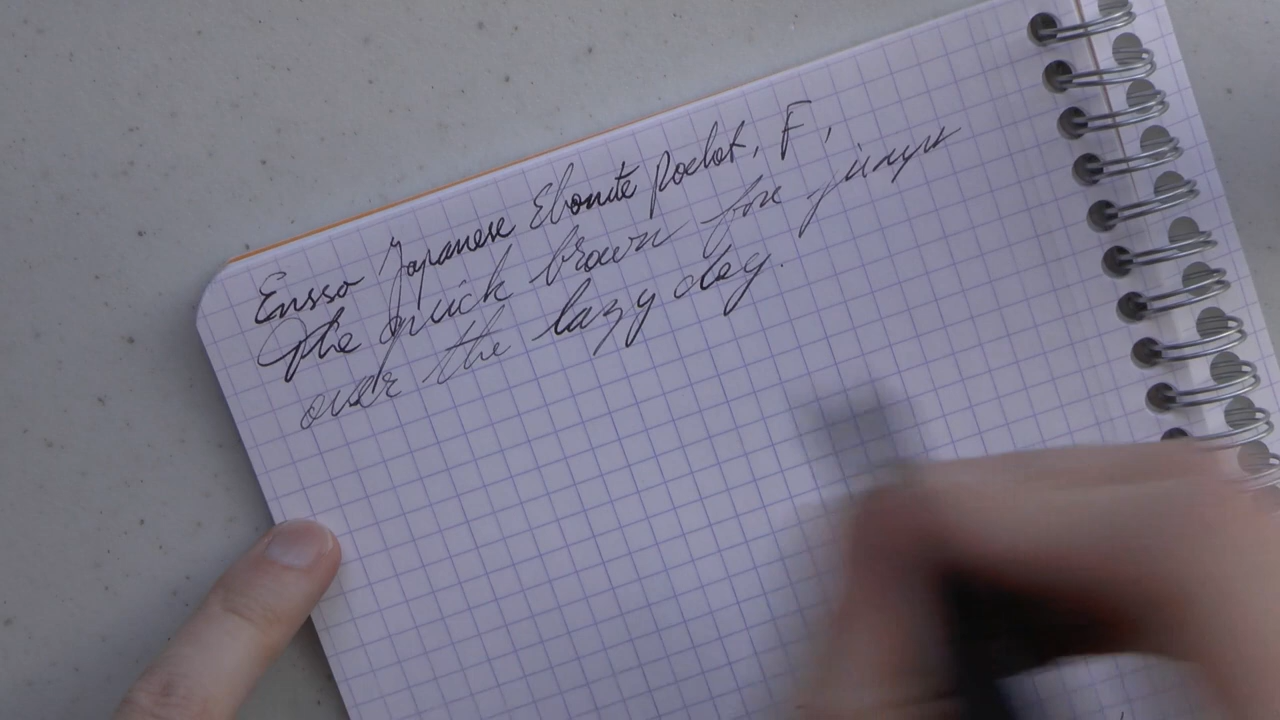 Ensso Japanese Ebonite Pocket, F,
The quick brown fox jumps
over the lazy dog.